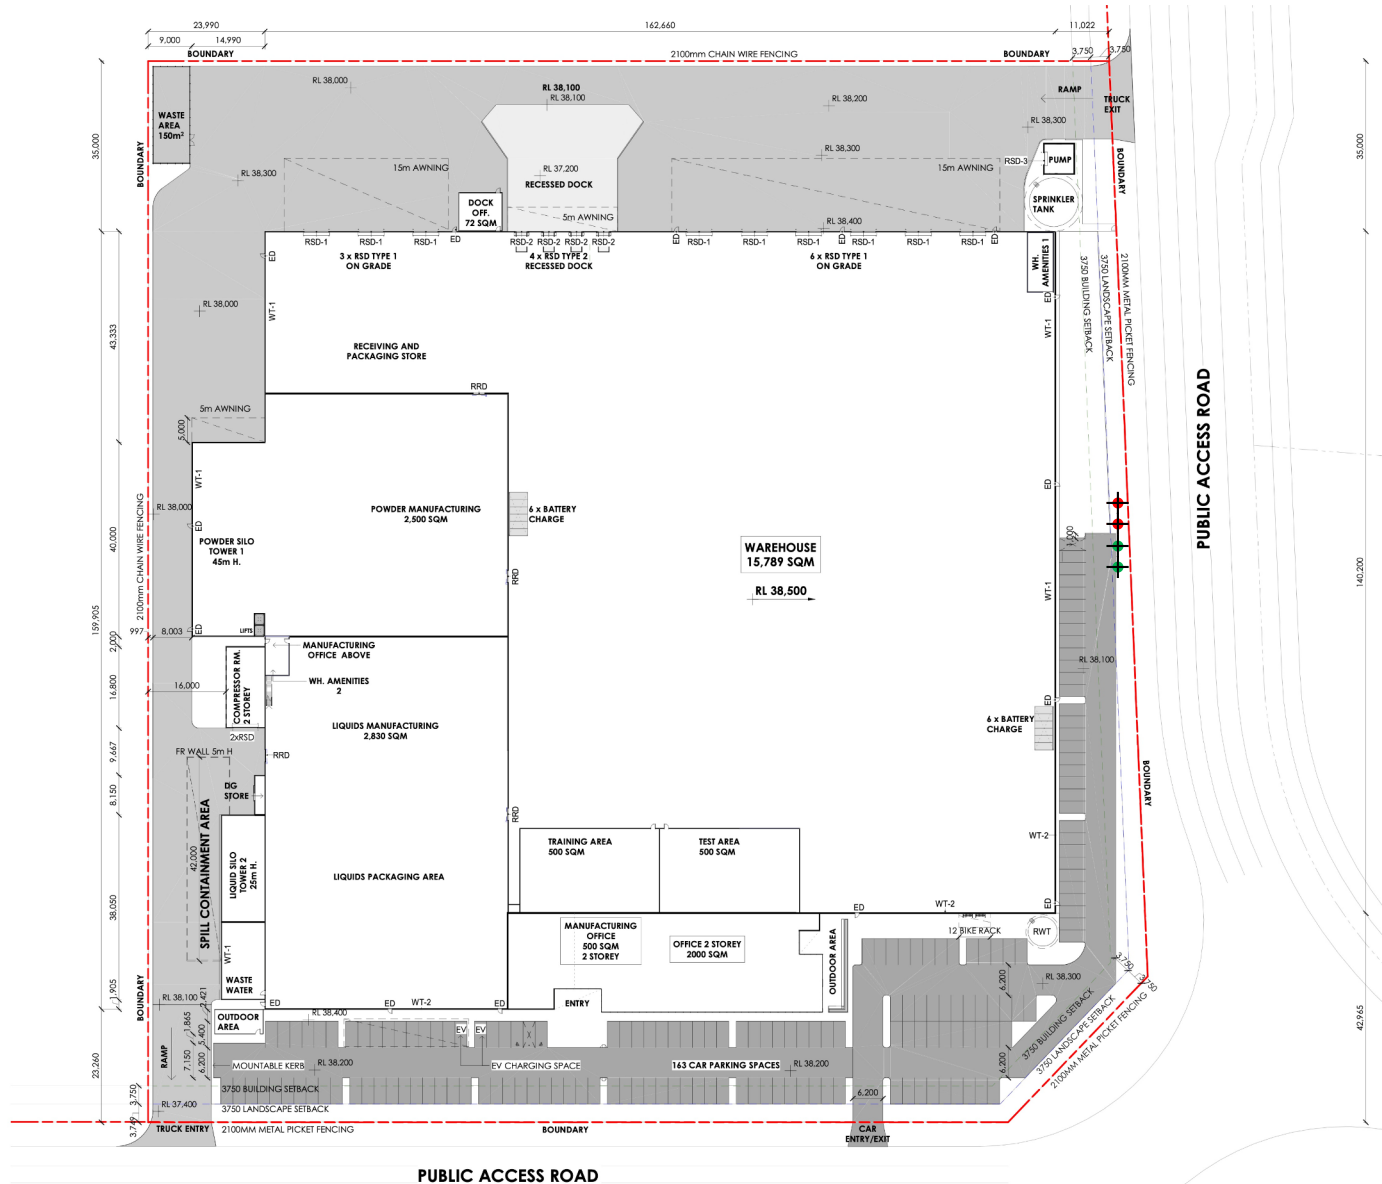 23,990
162,660
11,022
9,000
14,990
BOUNDARY
2100mm CHAIN WIRE FENCING
BOUNDARY
3,750
3,750
RL 38,000
RL 38,100
RL 38,100
RL 38,200
RAMP
TRUCK
EXIT
RL 38,300
WASTE
AREA
150m²
35,000
35,000
BOUNDARY
BOUNDARY
RL 38,300
15m AWNING
RL 37,200
RECESSED DOCK
RL 38,300
15m AWNING
RSD-3
PUMP
SPRINKLER
TANK
DOCK
OFF.
72 SQM
5m AWNING
RL 38,400
RSD-1
RSD-1
RSD-1
ED
RSD-2
RSD-2
RSD-2
RSD-2
ED
RSD-1
RSD-1
RSD-1
ED
RSD-1
RSD-1
RSD-1
ED
3 x RSD TYPE 1
ON GRADE
4 x RSD TYPE 2
RECESSED DOCK
6 x RSD TYPE 1
ON GRADE
WH.
AMENITIES 1
ED
ED
WT-1
WT-1
RL 38,000
3750 BUILDING SETBACK
3750 LANDSCAPE SETBACK
2100MM METAL PICKET FENCING
43,333
RECEIVING AND
PACKAGING STORE
RRD
5m AWNING
5,000
PUBLIC ACCESS ROAD
WT-1
ED
RL 38,000
2100mm CHAIN WIRE FENCING
40,000
POWDER MANUFACTURING
2,500 SQM
6 x BATTERY
CHARGE
ED
POWDER SILO
TOWER 1
45m H.
WAREHOUSE
15,789 SQM
RL 38,500
RRD
WT-1
140,200
159,905
LIFTS
ED
997
8,003
2,000
RL 38,100
MANUFACTURING
OFFICE ABOVE
WH. AMENITIES
2
16,000
16,800
COMPRESSOR RM.
2 STOREY
ED
6 x BATTERY
CHARGE
LIQUIDS MANUFACTURING
2,830 SQM
2xRSD
FR WALL 5m H
RRD
9,667
BOUNDARY
DG
STORE
8,150
RRD
WT-2
TRAINING AREA
500 SQM
TEST AREA
500 SQM
SPILL CONTAINMENT AREA
42,000
LIQUID SILO
TOWER 2
25m H.
LIQUIDS PACKAGING AREA
38,050
ED
WT-2
ED
WT-1
MANUFACTURING
OFFICE
500 SQM
2 STOREY
OFFICE 2 STOREY
2000 SQM
OUTDOOR AREA
12 BIKE RACK
RWT
3,750
3,750
WASTE
WATER
6,200
RL 38,300
BOUNDARY
1,905
RL 38,100
2,421
ED
ED
WT-2
ED
ENTRY
OUTDOOR
AREA
RL 38,400
1,865
5,400
EV
EV
3750 BUILDING SETBACK
3750 LANDSCAPE SETBACK
2100MM METAL PICKET FENCING
42,965
RAMP
7,150
6,200
MOUNTABLE KERB
RL 38,200
EV CHARGING SPACE
163 CAR PARKING SPACES
RL 38,200
6,200
23,260
3,750
3750 BUILDING SETBACK
6,200
RL 37,400
3750 LANDSCAPE SETBACK
3,749
TRUCK ENTRY
2100MM METAL PICKET FENCING
BOUNDARY
CAR
ENTRY/EXIT
PUBLIC ACCESS ROAD